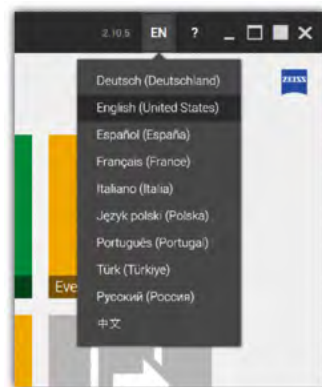 2.10.5 EN ?
ZEISS
Deutsch (Deutschland)
English (United States)
Español (España)
Français (France)
Italiano (Italia)
Język polski (Polska)
Português (Portugal)
Türk (Türkiye)
Русский (Россия)
中文
Eve